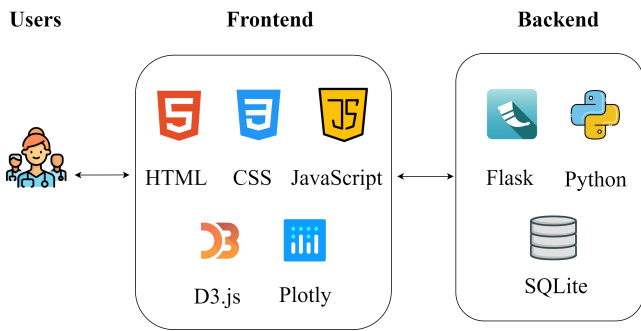 Users Frontend Backend
HTML CSS JavaScript Flask Python
D3.js Plotly SQLite